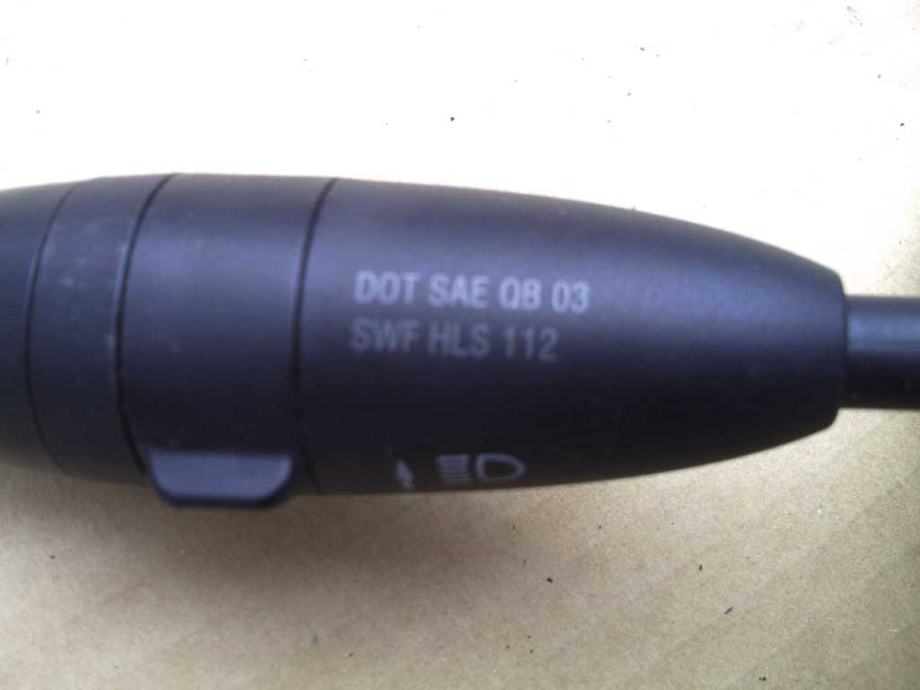 DOT SAE QB 03
SWF HLS 112